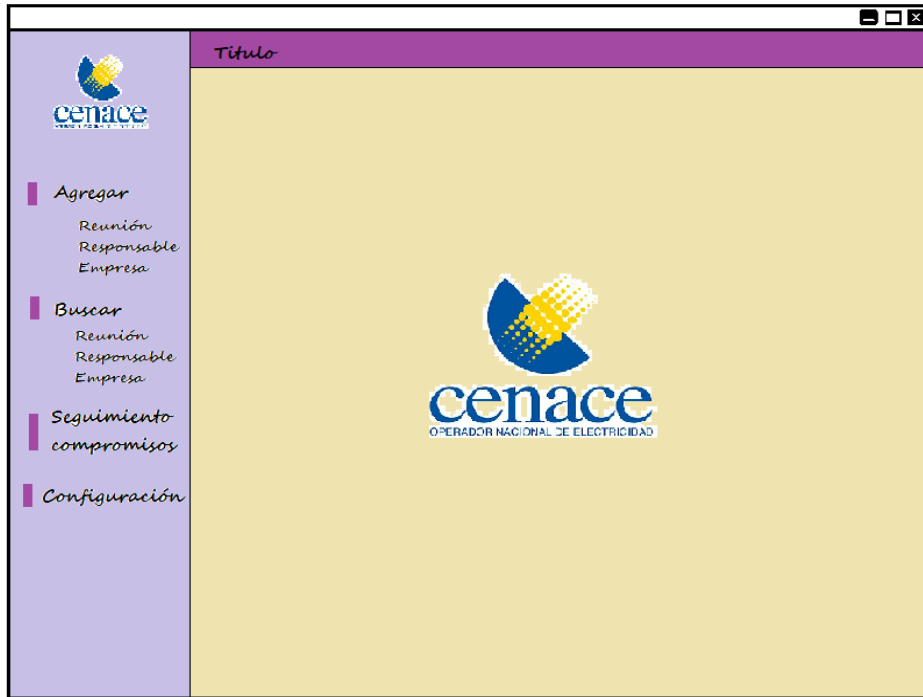 Titulo
cenace
Agregar
Reunión
Responsable
Empresa
Buscar
Reunión
Responsable
Empresa
Seguimiento
compromisos
Configuración
cenace
OPERADOR NACIONAL DE ELECTRICIDAD